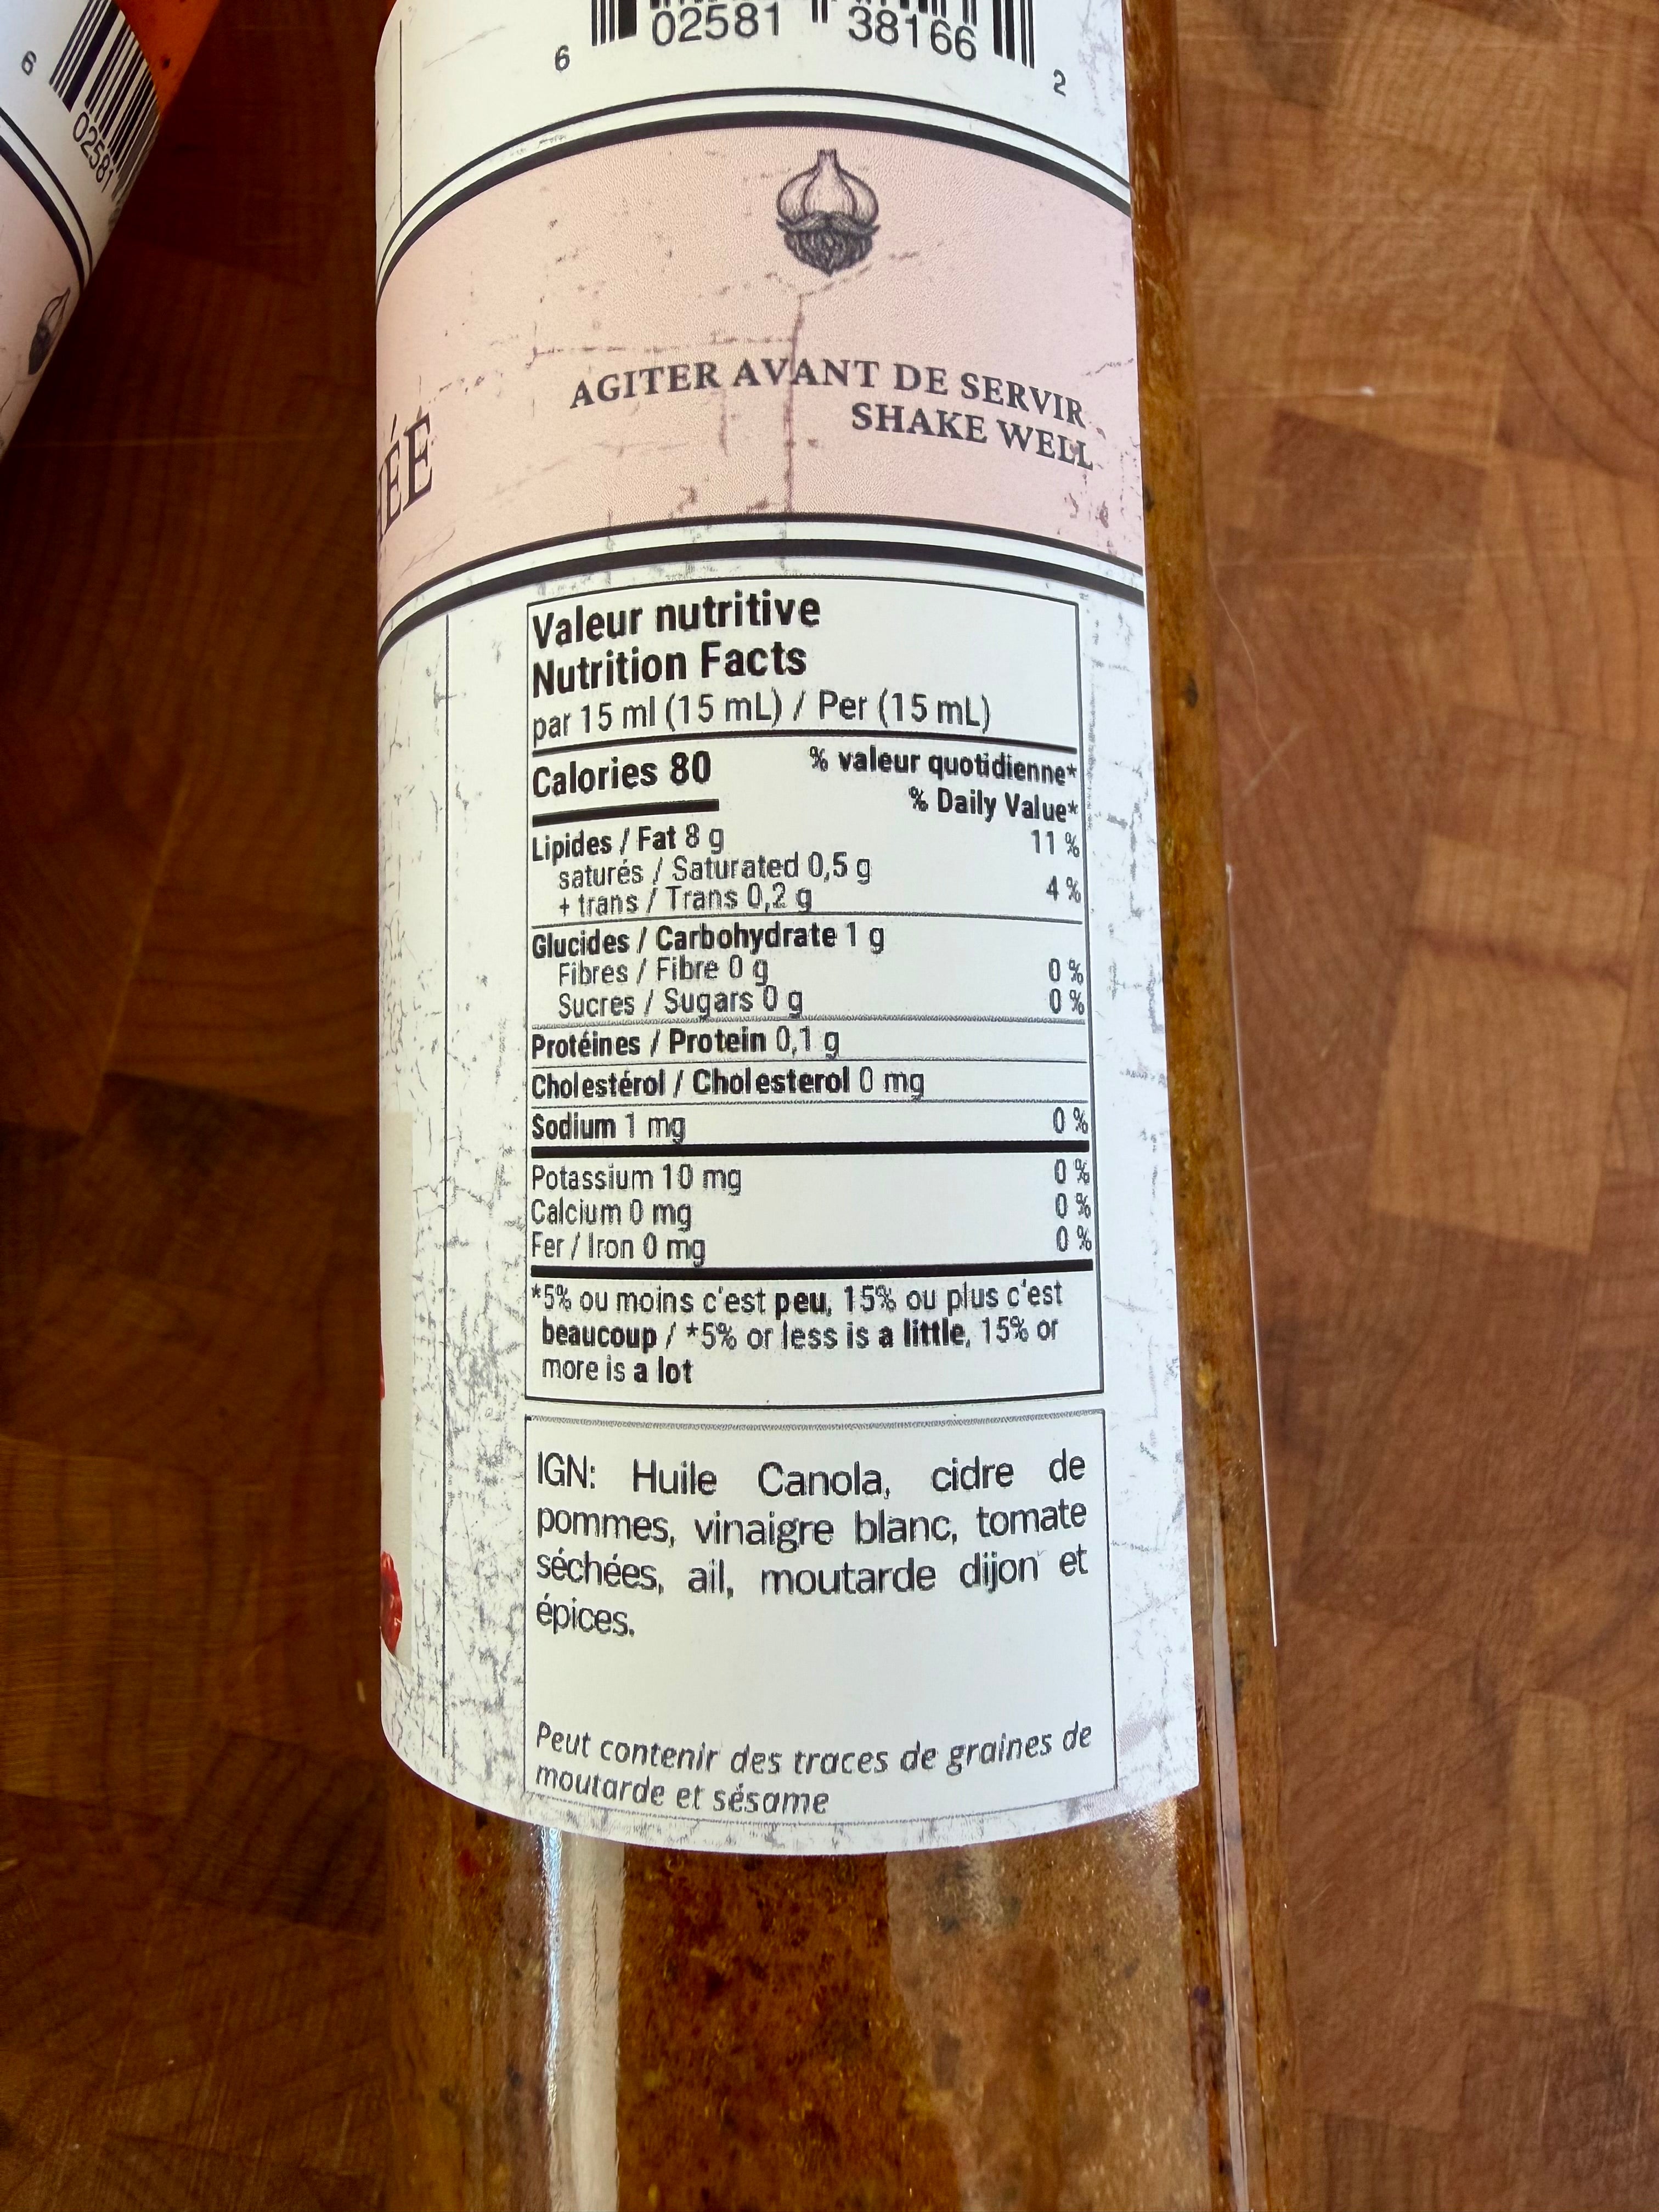 6 02581 38166 2
6 02581
AGITER AVANT DE SERVIR
SHAKE WELL
ÉE
Valeur nutritive
Nutrition Facts
par 15 ml (15 mL) / Per (15 mL)
Calories 80
% valeur quotidienne*
% Daily Value*
Lipides / Fat 8 g 11 %
saturés / Saturated 0,5 g
+ trans / Trans 0,2 g 4 %
Glucides / Carbohydrate 1 g
Fibres / Fibre 0 g 0 %
Sucres / Sugars 0 g 0 %
Protéines / Protein 0,1 g
Cholestérol / Cholesterol 0 mg
Sodium 1 mg 0 %
Potassium 10 mg 0 %
Calcium 0 mg 0 %
Fer / Iron 0 mg 0 %
*5% ou moins c'est peu, 15% ou plus c'est
beaucoup / *5% or less is a little, 15% or
more is a lot
IGN: Huile Canola, cidre de
pommes, vinaigre blanc, tomate
séchées, ail, moutarde dijon et
épices.
Peut contenir des traces de graines de
moutarde et sésame